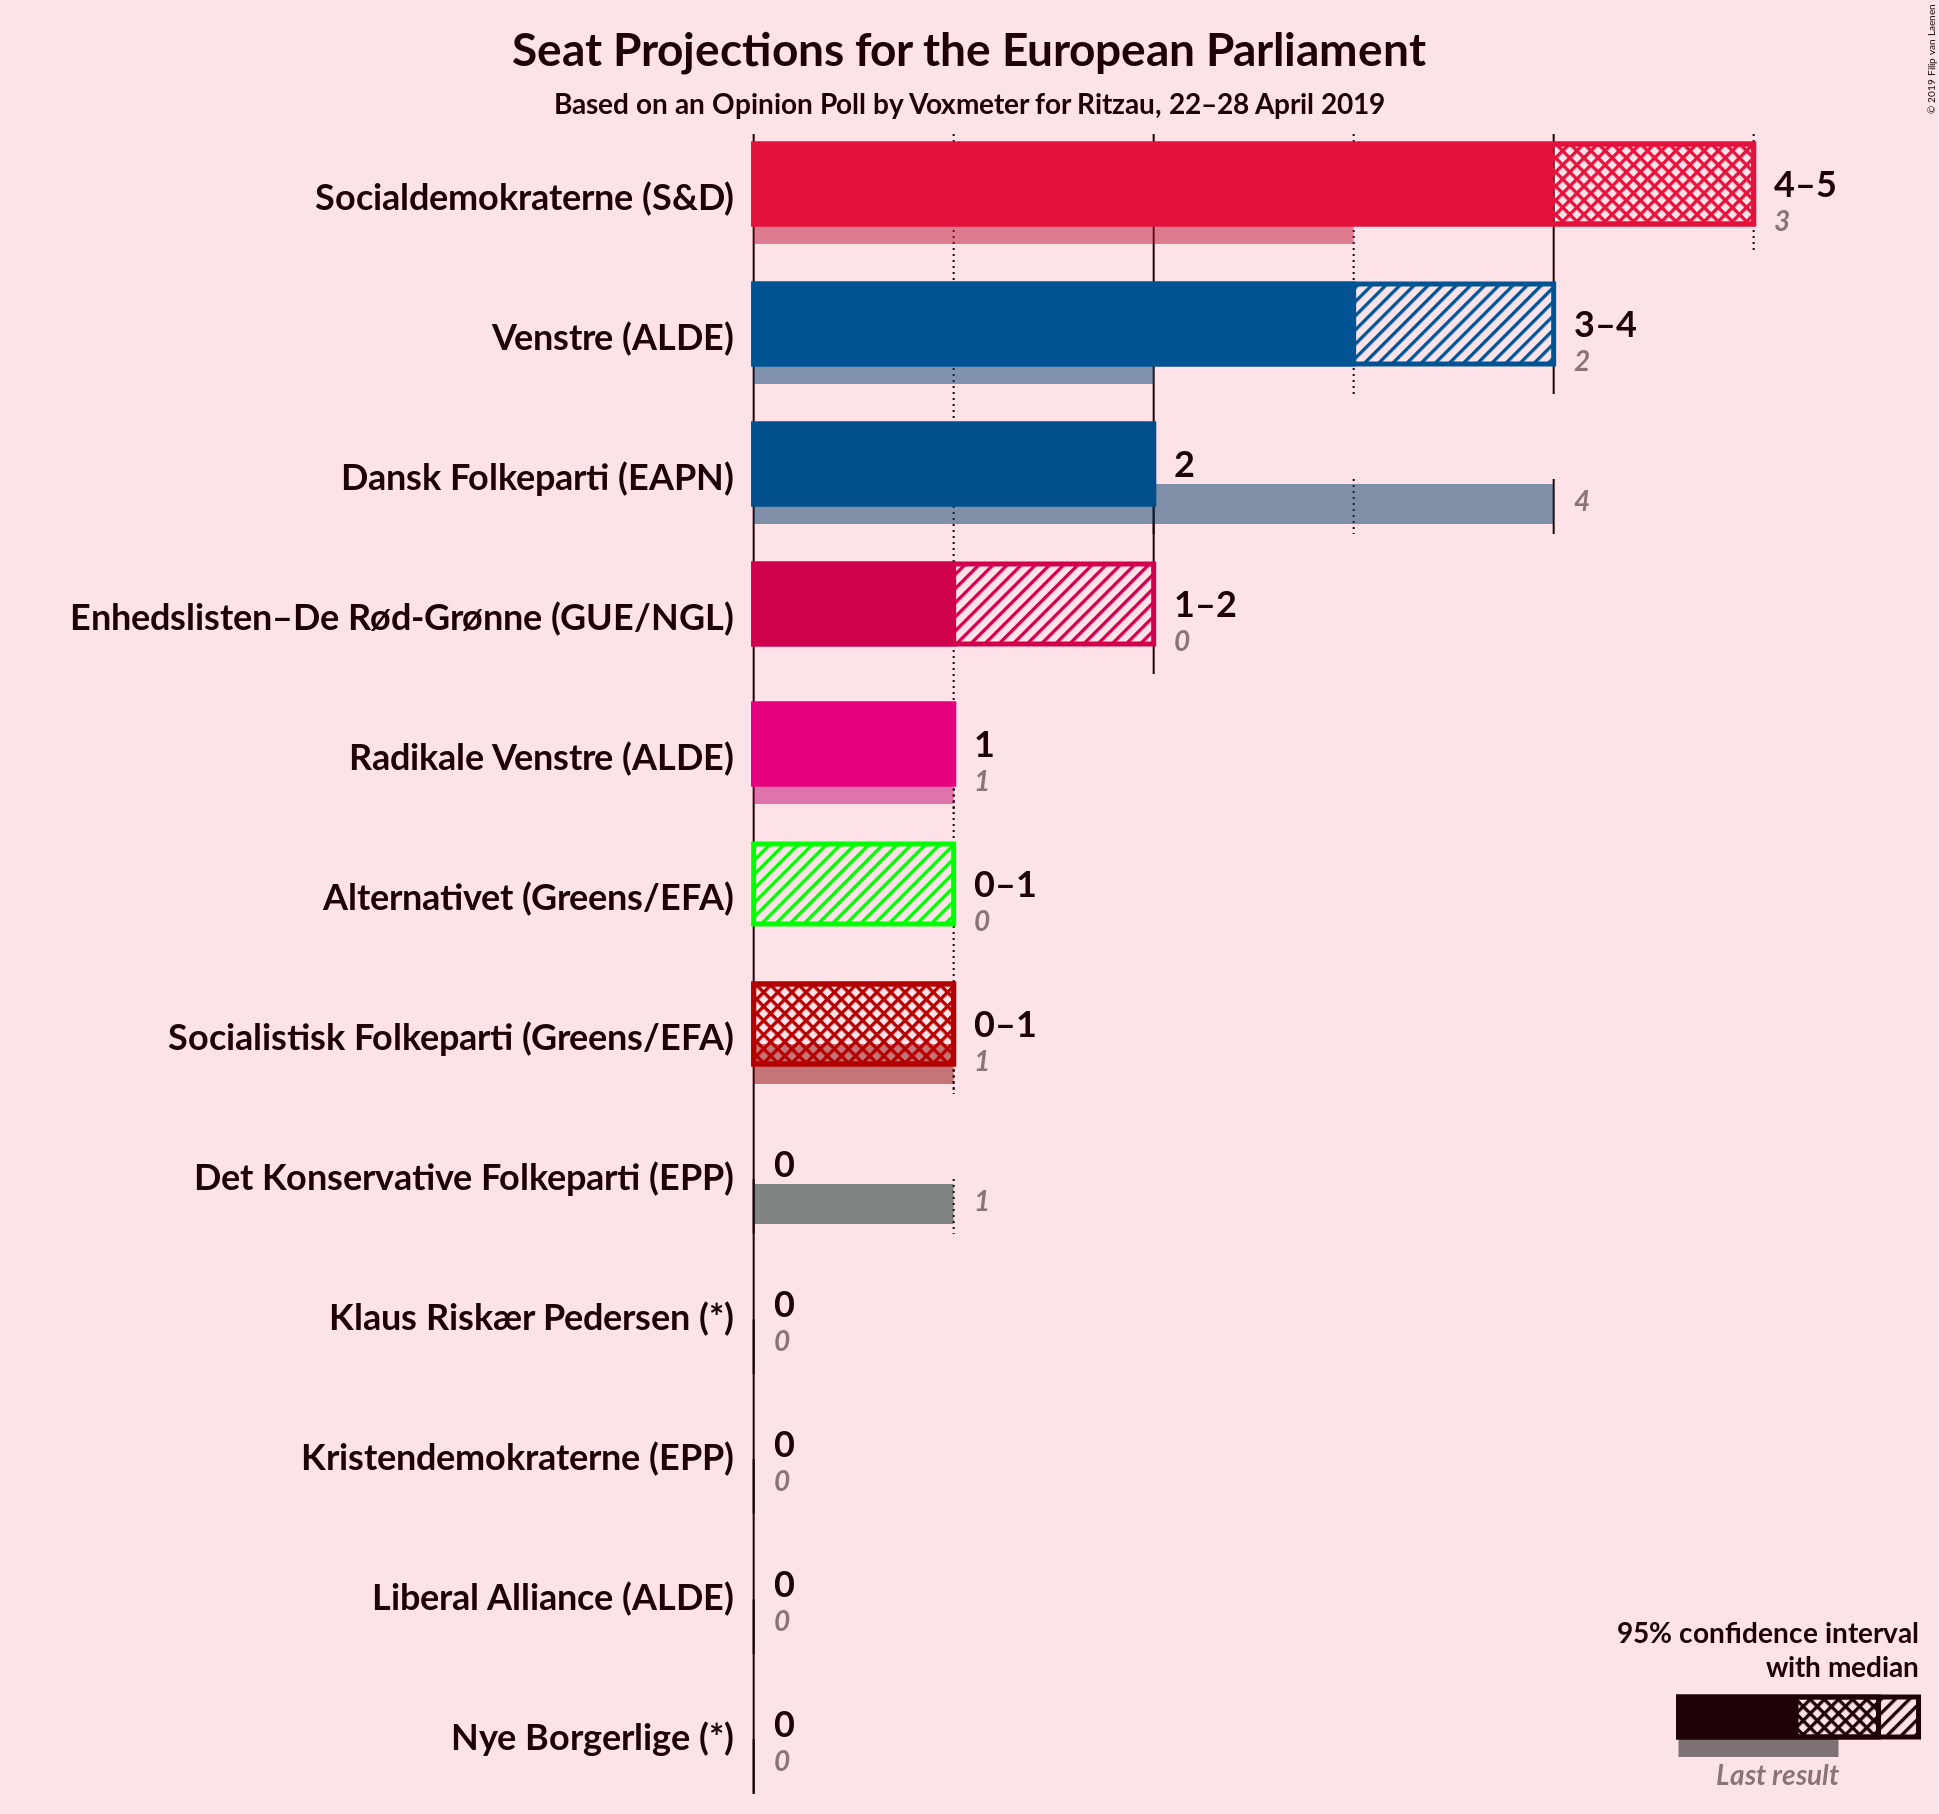 Seat Projections for the European Parliament
Based on an Opinion Poll by Voxmeter for Ritzau, 22–28 April 2019
© 2019 Filip van Laenen
Socialdemokraterne (S&D)
4–5
3
Venstre (ALDE)
3–4
2
Dansk Folkeparti (EAPN)
2
4
Enhedslisten–De Rød-Grønne (GUE/NGL)
1–2
0
Radikale Venstre (ALDE)
1
1
Alternativet (Greens/EFA)
0–1
0
Socialistisk Folkeparti (Greens/EFA)
0–1
1
Det Konservative Folkeparti (EPP)
0
1
Klaus Riskær Pedersen (*)
0
0
Kristendemokraterne (EPP)
0
0
Liberal Alliance (ALDE)
0
0
Nye Borgerlige (*)
0
0
95% confidence interval
with median
Last result